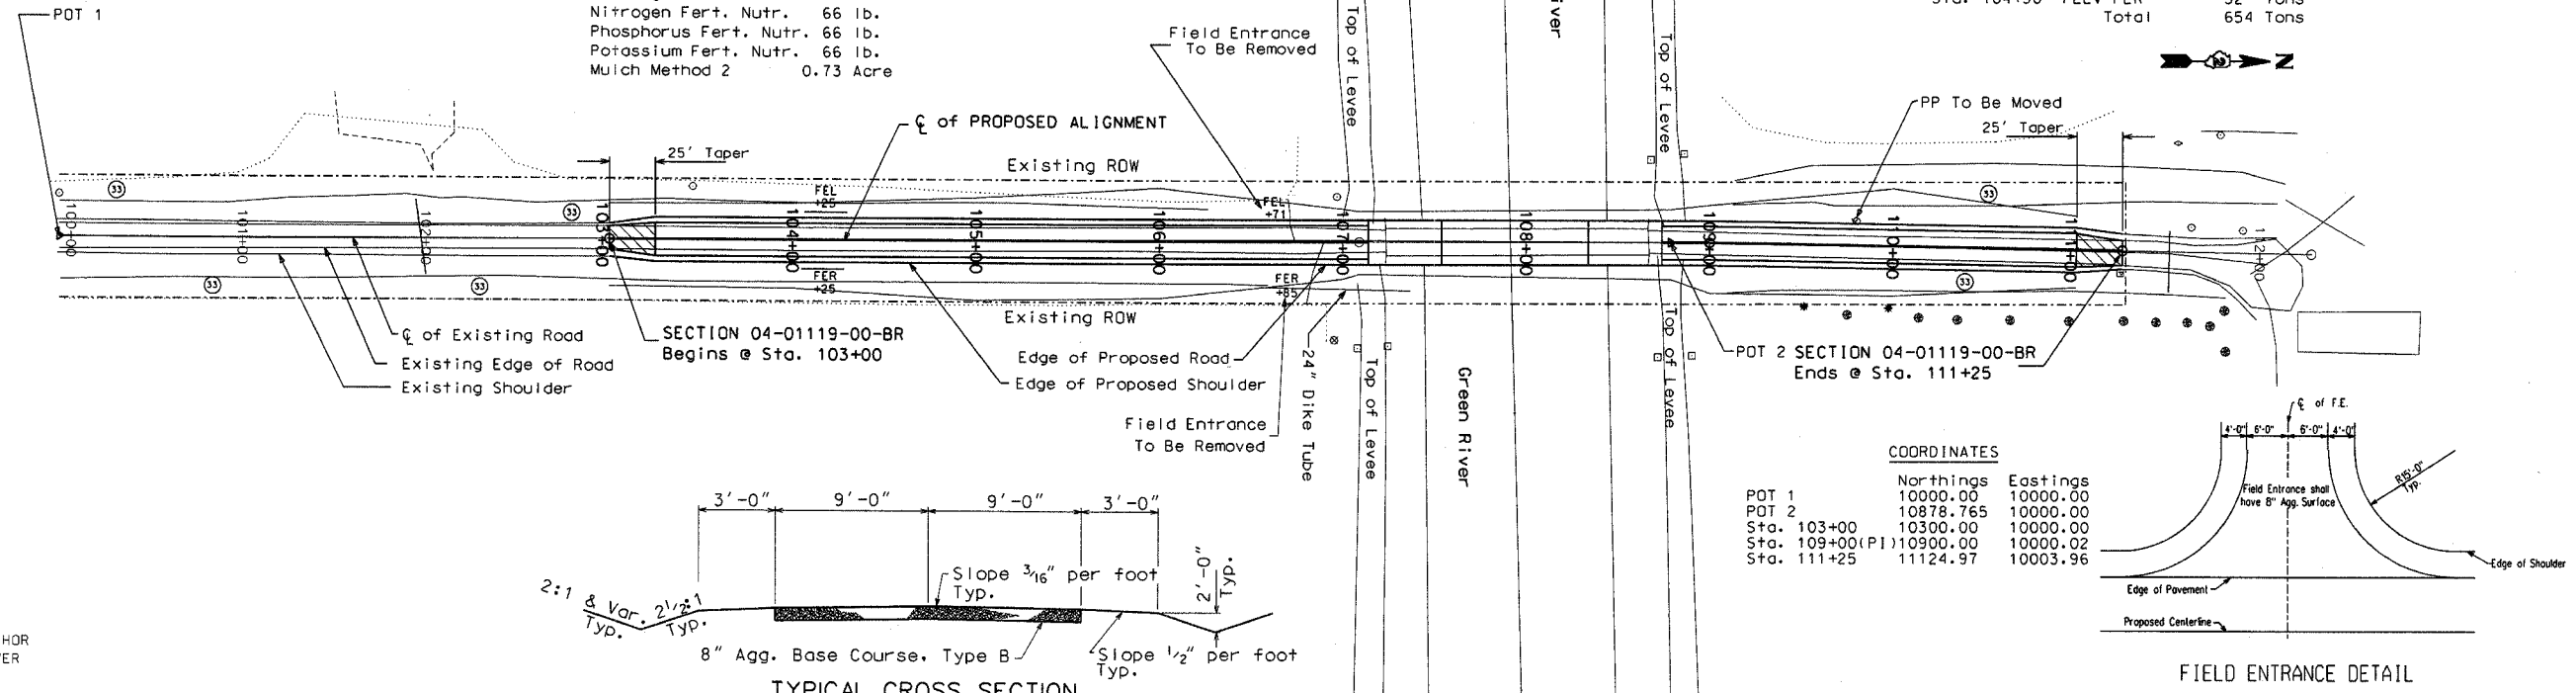 POT 1
Nitrogen Fert. Nutr. 66 lb.
Phosphorus Fert. Nutr. 66 lb.
Potassium Fert. Nutr. 66 lb.
Mulch Method 2 0.73 Acre
Total 654 Tons
N
Field Entrance
To Be Removed
Top of Levee
Top of Levee
PP To Be Moved
25' Taper
℄ of PROPOSED ALIGNMENT
25' Taper
Existing ROW
33
33
33
FEL
+25
FEL
+71
100+00
101+00
102+00
103+00
104+00
105+00
106+00
107+00
108+00
109+00
110+00
111+00
112+00
FER
+25
FER
+85
33
33
33
Existing ROW
℄ of Existing Road
Existing Edge of Road
Existing Shoulder
SECTION 04-01119-00-BR
Begins @ Sta. 103+00
Edge of Proposed Road
Edge of Proposed Shoulder
Field Entrance
To Be Removed
24" Dike Tube
Top of Levee
Green River
Top of Levee
POT 2
SECTION 04-01119-00-BR
Ends @ Sta. 111+25
COORDINATES
Northings Eastings
POT 1 10000.00 10000.00
POT 2 10878.765 10000.00
Sta. 103+00 10300.00 10000.00
Sta. 109+00(PI) 10900.00 10000.02
Sta. 111+25 11124.97 10003.96
℄ of F.E.
4'-0" 6'-0" 6'-0" 4'-0"
R15'-0"
Typ.
Field Entrance shall
have 8" Agg. Surface
Edge of Shoulder
Edge of Pavement
Proposed Centerline
FIELD ENTRANCE DETAIL
3'-0" 9'-0" 9'-0" 3'-0"
Slope 3/16" per foot
Typ.
2'-0"
Typ.
2:1 & Var.
Typ.
2 1/2:1
Typ.
8" Agg. Base Course, Type B
Slope 1/2" per foot
Typ.
TYPICAL CROSS SECTION